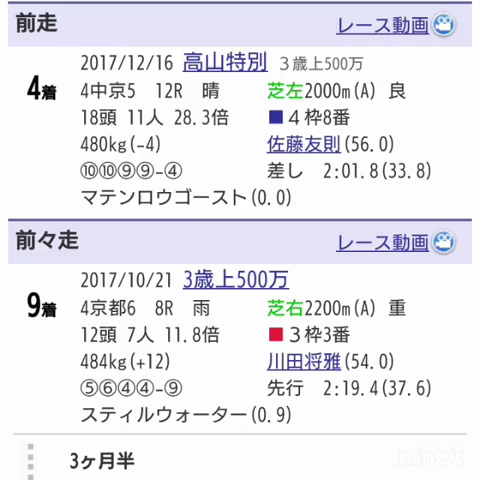 前走 レース動画
2017/12/16 高山特別 3歳上500万
4着 4中京5 12R 晴 芝左2000m(A) 良
18頭 11人 28.3倍 ■4枠8番
480kg(-4) 佐藤友則(56.0)
⑩⑩⑨⑨-④ 差し 2:01.8(33.8)
マテンロウゴースト(0.0)
前々走 レース動画
2017/10/21 3歳上500万
9着 4京都6 8R 雨 芝右2200m(A) 重
12頭 7人 11.8倍 ■3枠3番
484kg(+12) 川田将雅(54.0)
⑤⑥④④-⑨ 先行 2:19.4(37.6)
スティルウォーター(0.9)
3ヶ月半
InShOt